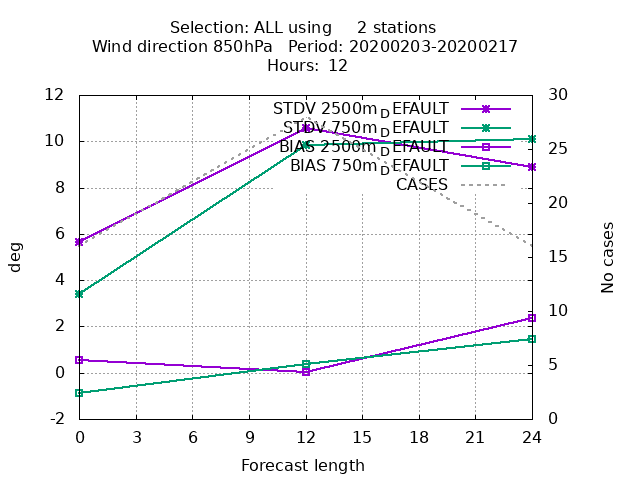 Selection: ALL using 2 stations
Wind direction 850hPa Period: 20200203-20200217
Hours: 12
STDV 2500m_DEFAULT
STDV 750m_DEFAULT
BIAS 2500m_DEFAULT
BIAS 750m_DEFAULT
CASES
12
10
8
6
4
2
0
-2
deg
30
25
20
15
10
5
0
No cases
0 3 6 9 12 15 18 21 24
Forecast length